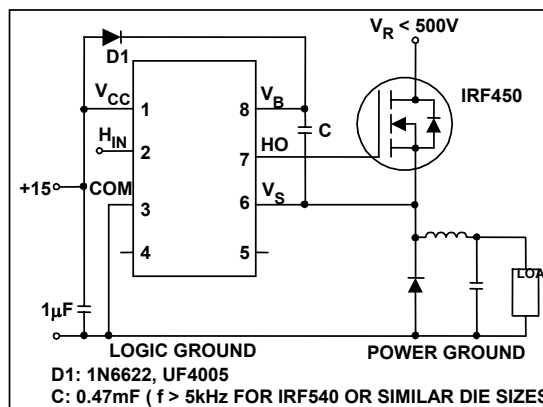 V_R < 500V
D1
IRF450
V_CC
1
8
V_B
C
H_IN
2
7
HO
+15
COM
3
6
V_S
4
5
LOA
1μF
LOGIC GROUND
POWER GROUND
D1: 1N6622, UF4005
C: 0.47mF ( f > 5kHz FOR IRF540 OR SIMILAR DIE SIZES